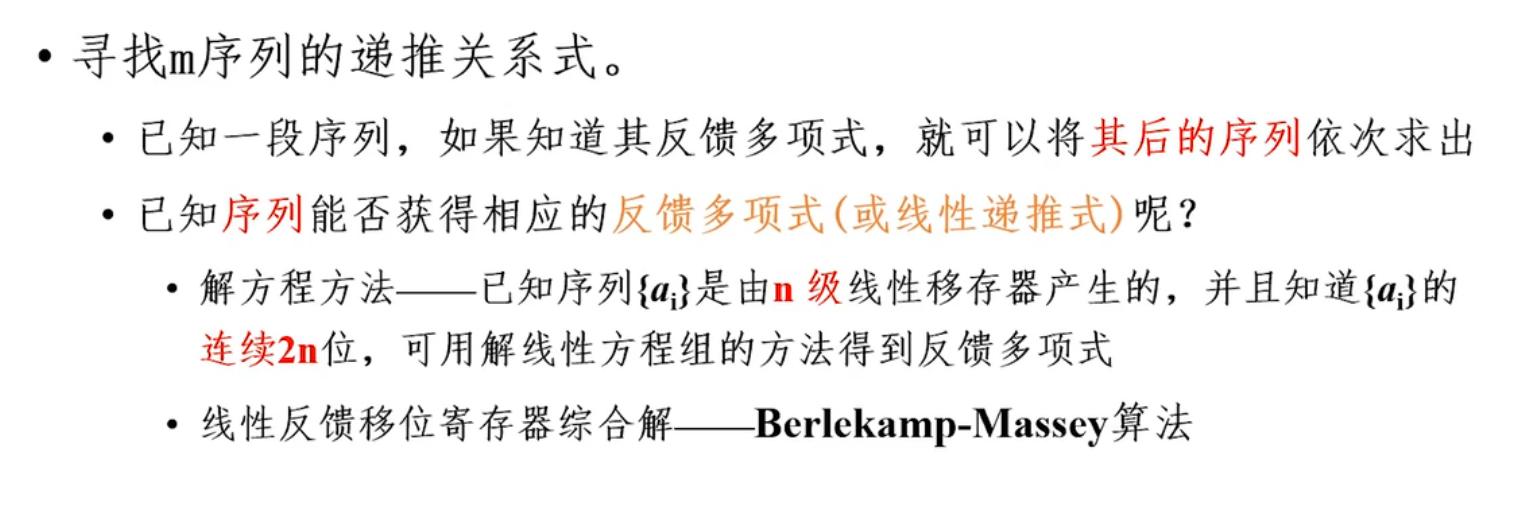 • 寻找m序列的递推关系式。
• 已知一段序列，如果知道其反馈多项式，就可以将其后的序列依次求出
• 已知序列能否获得相应的反馈多项式(或线性递推式)呢？
• 解方程方法——已知序列{aᵢ}是由n 级线性移存器产生的，并且知道{aᵢ}的
连续2n位，可用解线性方程组的方法得到反馈多项式
• 线性反馈移位寄存器综合解——Berlekamp-Massey算法